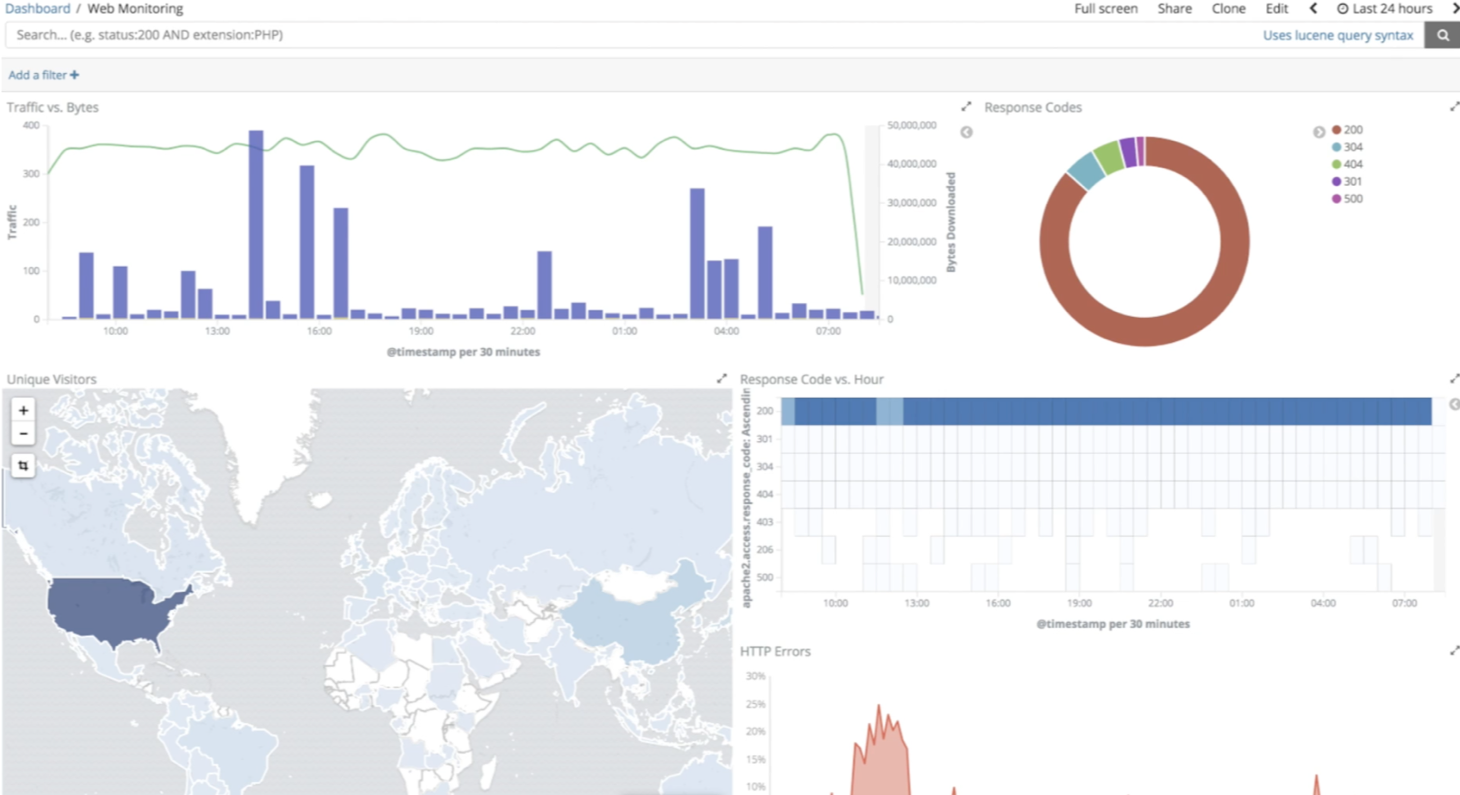 Dashboard / Web Monitoring
Full screen Share Clone Edit Last 24 hours
Search... (e.g. status:200 AND extension:PHP)
Uses lucene query syntax
Add a filter +
Traffic vs. Bytes
400
300
200
100
0
Traffic
50,000,000
40,000,000
30,000,000
20,000,000
10,000,000
0
Bytes Downloaded
10:00 13:00 16:00 19:00 22:00 01:00 04:00 07:00
@timestamp per 30 minutes
Response Codes
200
304
404
301
500
Unique Visitors
+
−
Response Code vs. Hour
apache2.access.response_code: Ascendin
200
301
304
404
403
206
500
10:00 13:00 16:00 19:00 22:00 01:00 04:00 07:00
@timestamp per 30 minutes
HTTP Errors
30%
25%
20%
15%
10%